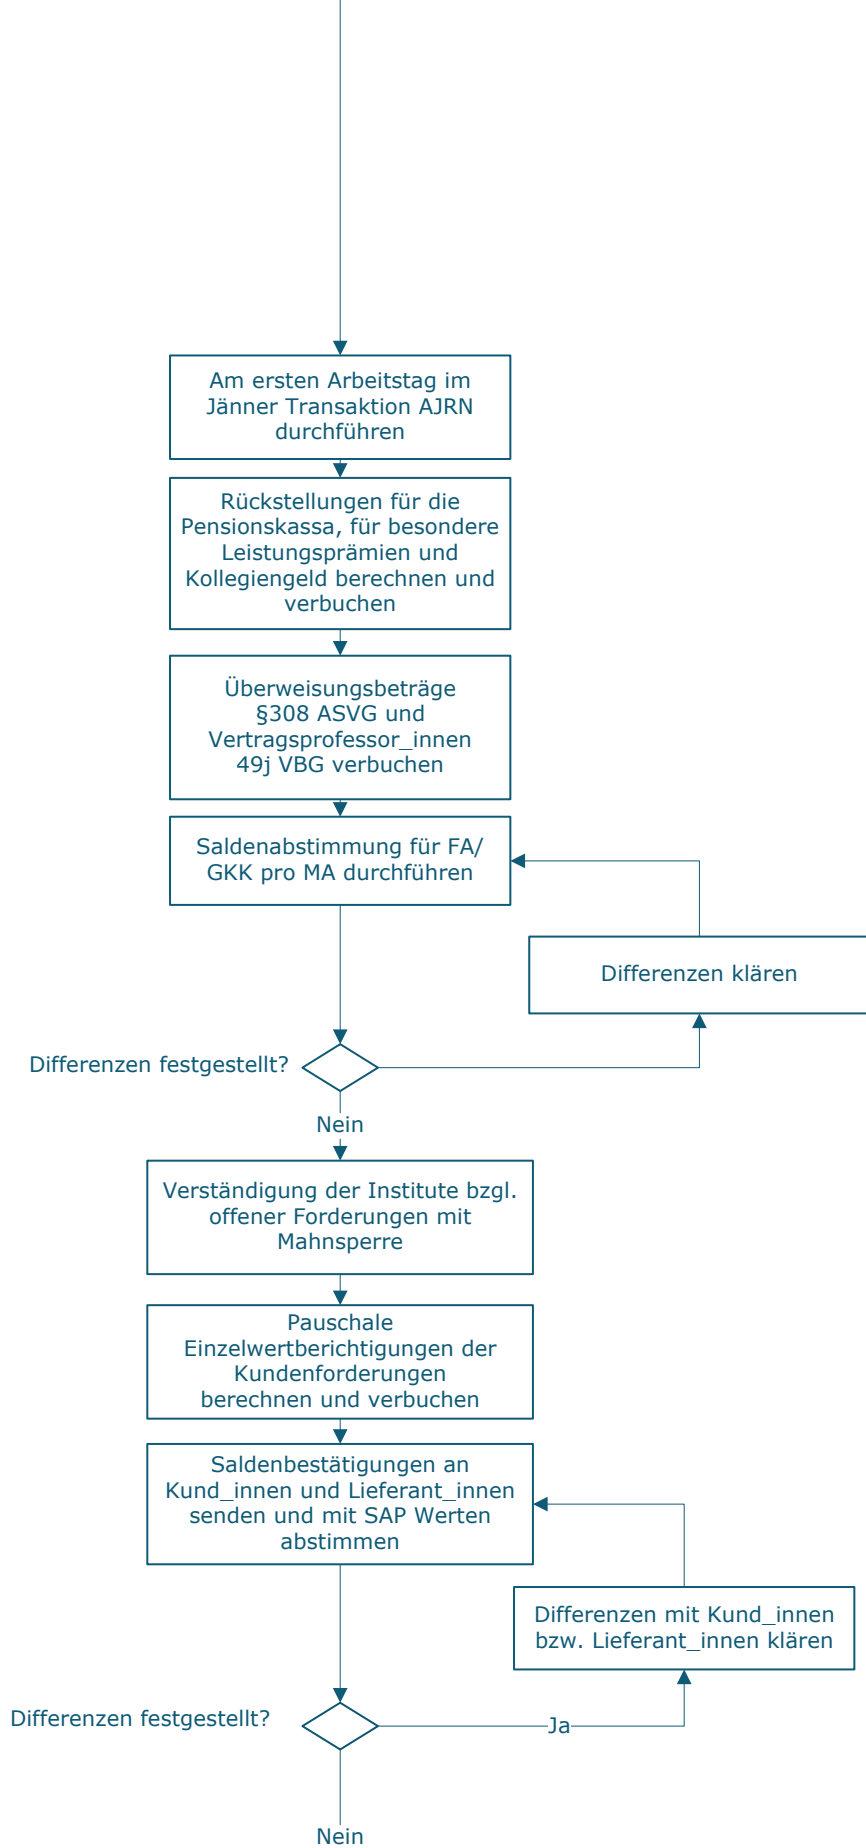 Am ersten Arbeitstag im
Jänner Transaktion AJRN
durchführen
Rückstellungen für die
Pensionskassa, für besondere
Leistungsprämien und
Kollegiengeld berechnen und
verbuchen
Überweisungsbeträge
§308 ASVG und
Vertragsprofessor_innen
49j VBG verbuchen
Saldenabstimmung für FA/
GKK pro MA durchführen
Differenzen klären
Differenzen festgestellt?
Nein
Verständigung der Institute bzgl.
offener Forderungen mit
Mahnsperre
Pauschale
Einzelwertberichtigungen der
Kundenforderungen
berechnen und verbuchen
Saldenbestätigungen an
Kund_innen und Lieferant_innen
senden und mit SAP Werten
abstimmen
Differenzen mit Kund_innen
bzw. Lieferant_innen klären
Differenzen festgestellt?
Ja
Nein